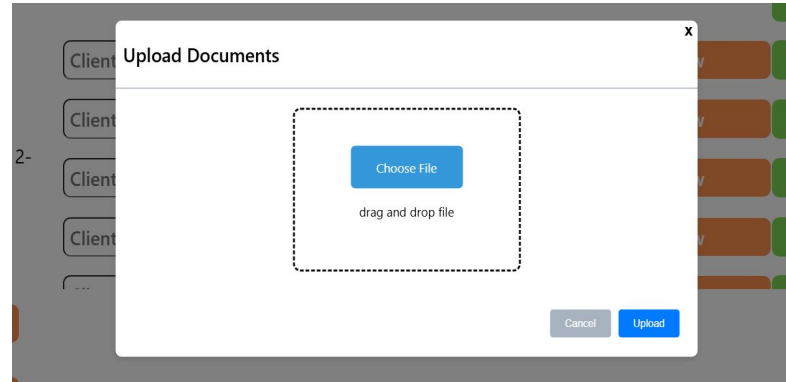 x
Upload Documents
Client
Client
2-
Client
Client
Choose File
drag and drop file
Cancel
Upload